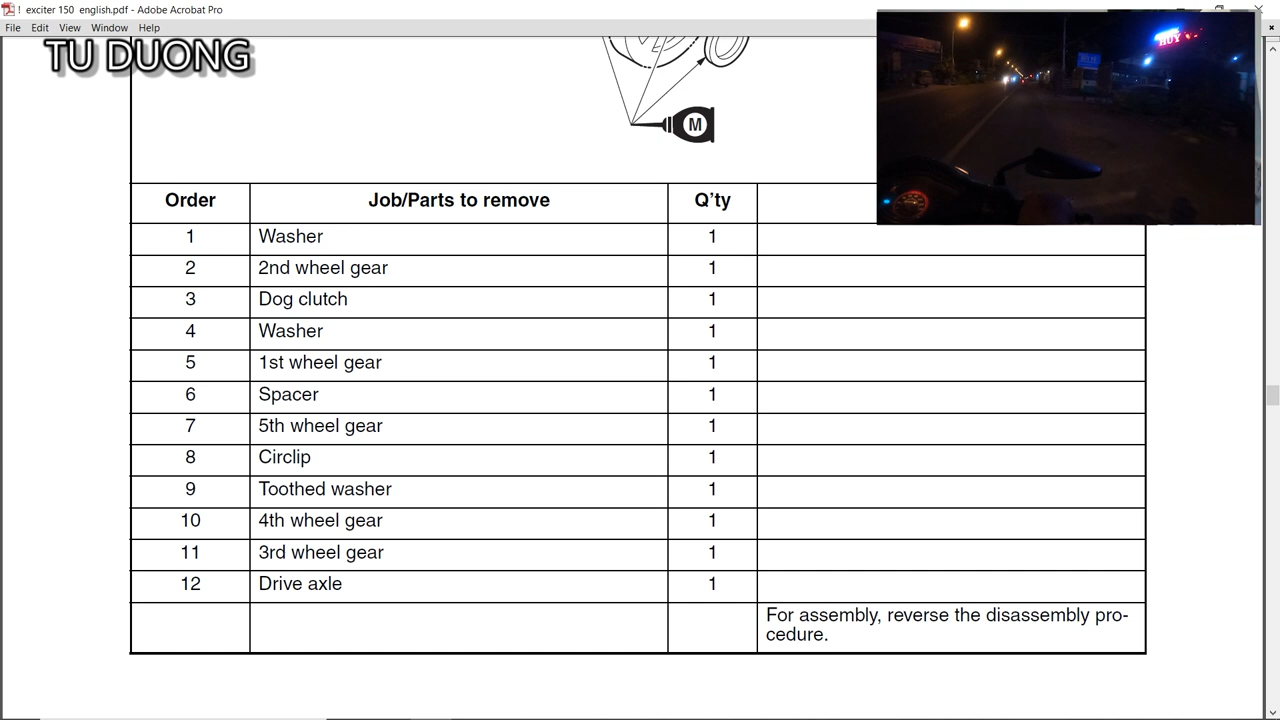 ! exciter 150 english.pdf - Adobe Acrobat Pro
File Edit View Window Help
TU DUONG
HUY
M
Order Job/Parts to remove Q'ty
1 Washer 1
2 2nd wheel gear 1
3 Dog clutch 1
4 Washer 1
5 1st wheel gear 1
6 Spacer 1
7 5th wheel gear 1
8 Circlip 1
9 Toothed washer 1
10 4th wheel gear 1
11 3rd wheel gear 1
12 Drive axle 1
For assembly, reverse the disassembly pro-
cedure.